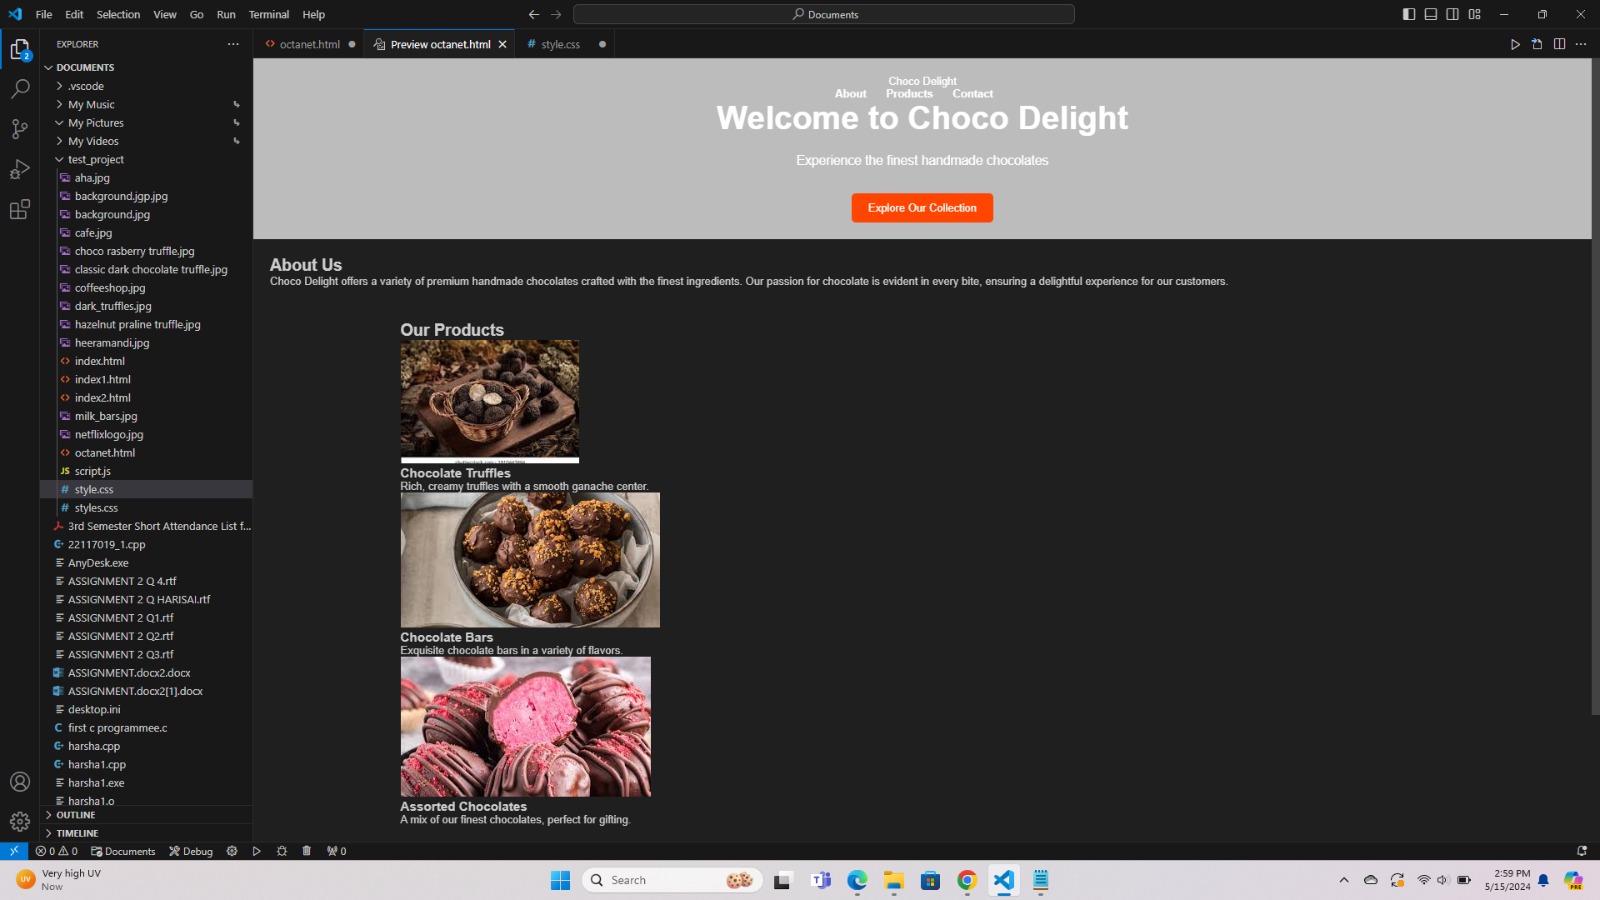 File Edit Selection View Go Run Terminal Help
Documents
EXPLORER
octanet.html
Preview octanet.html
style.css
2
DOCUMENTS
.vscode
My Music
My Pictures
My Videos
test_project
aha.jpg
background.jgp.jpg
background.jpg
cafe.jpg
choco rasberry truffle.jpg
classic dark chocolate truffle.jpg
coffeeshop.jpg
dark_truffles.jpg
hazelnut praline truffle.jpg
heeramandi.jpg
index.html
index1.html
index2.html
milk_bars.jpg
netflixlogo.jpg
octanet.html
JS script.js
# style.css
# styles.css
3rd Semester Short Attendance List f...
22117019_1.cpp
AnyDesk.exe
ASSIGNMENT 2 Q 4.rtf
ASSIGNMENT 2 Q HARISAI.rtf
ASSIGNMENT 2 Q1.rtf
ASSIGNMENT 2 Q2.rtf
ASSIGNMENT 2 Q3.rtf
ASSIGNMENT.docx2.docx
ASSIGNMENT.docx2[1].docx
desktop.ini
C first c programmee.c
harsha.cpp
harsha1.cpp
harsha1.exe
harsha1.o
OUTLINE
TIMELINE
Choco Delight
About Products Contact
Welcome to Choco Delight
Experience the finest handmade chocolates
Explore Our Collection
About Us
Choco Delight offers a variety of premium handmade chocolates crafted with the finest ingredients. Our passion for chocolate is evident in every bite, ensuring a delightful experience for our customers.
Our Products
Chocolate Truffles
Rich, creamy truffles with a smooth ganache center.
Chocolate Bars
Exquisite chocolate bars in a variety of flavors.
Assorted Chocolates
A mix of our finest chocolates, perfect for gifting.
0 0 Documents Debug 0
UV
Very high UV
Now
Search
2:59 PM
5/15/2024
PRE